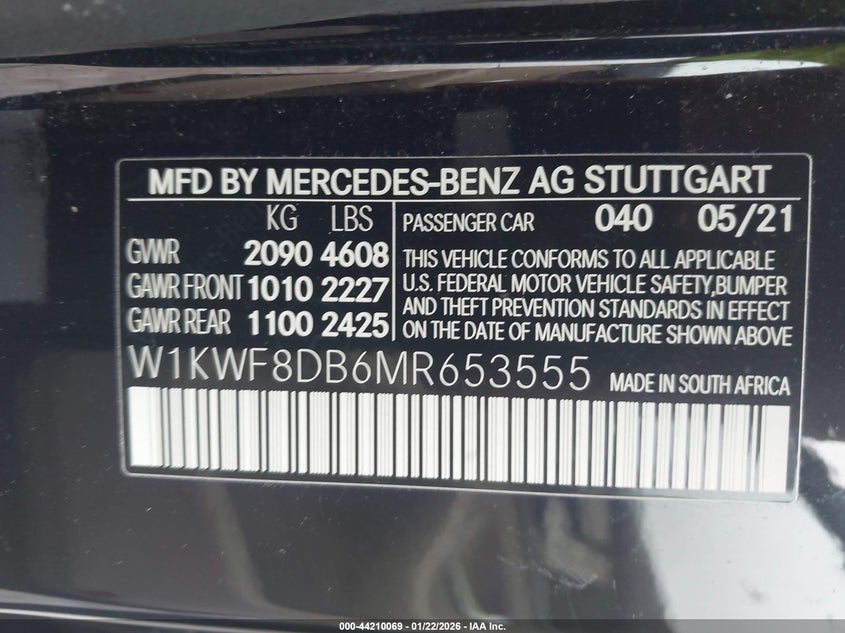 MFD BY MERCEDES-BENZ AG STUTTGART
KG LBS
GVWR 2090 4608
GAWR FRONT 1010 2227
GAWR REAR 1100 2425
PASSENGER CAR 040 05/21
THIS VEHICLE CONFORMS TO ALL APPLICABLE
U.S. FEDERAL MOTOR VEHICLE SAFETY,BUMPER
AND THEFT PREVENTION STANDARDS IN EFFECT
ON THE DATE OF MANUFACTURE SHOWN ABOVE
W1KWF8DB6MR653555 MADE IN SOUTH AFRICA
000-44210069 - 01/22/2026 - IAA Inc.